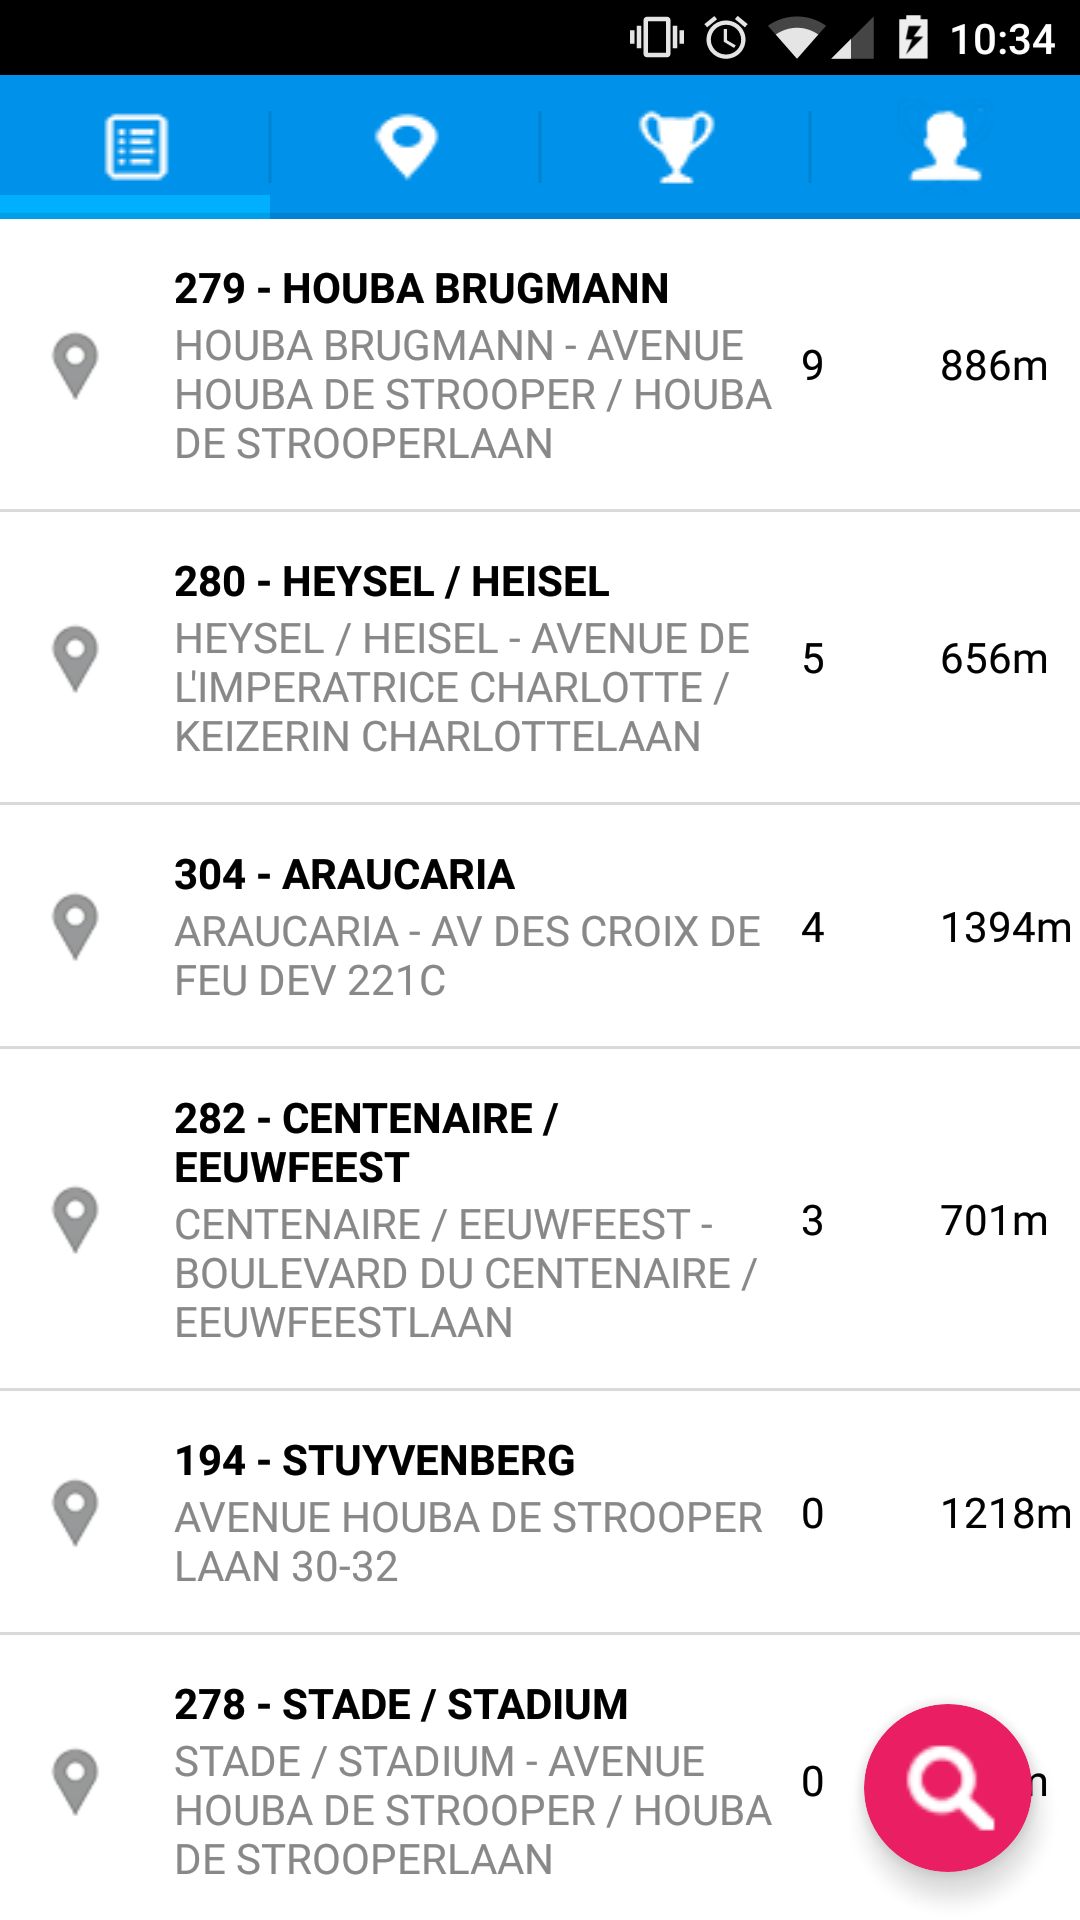 10:34
279 - HOUBA BRUGMANN
HOUBA BRUGMANN - AVENUE
HOUBA DE STROOPER / HOUBA
DE STROOPERLAAN
9
886m
280 - HEYSEL / HEISEL
HEYSEL / HEISEL - AVENUE DE
L'IMPERATRICE CHARLOTTE /
KEIZERIN CHARLOTTELAAN
5
656m
304 - ARAUCARIA
ARAUCARIA - AV DES CROIX DE
FEU DEV 221C
4
1394m
282 - CENTENAIRE /
EEUWFEEST
CENTENAIRE / EEUWFEEST -
BOULEVARD DU CENTENAIRE /
EEUWFEESTLAAN
3
701m
194 - STUYVENBERG
AVENUE HOUBA DE STROOPER
LAAN 30-32
0
1218m
278 - STADE / STADIUM
STADE / STADIUM - AVENUE
HOUBA DE STROOPER / HOUBA
DE STROOPERLAAN
0